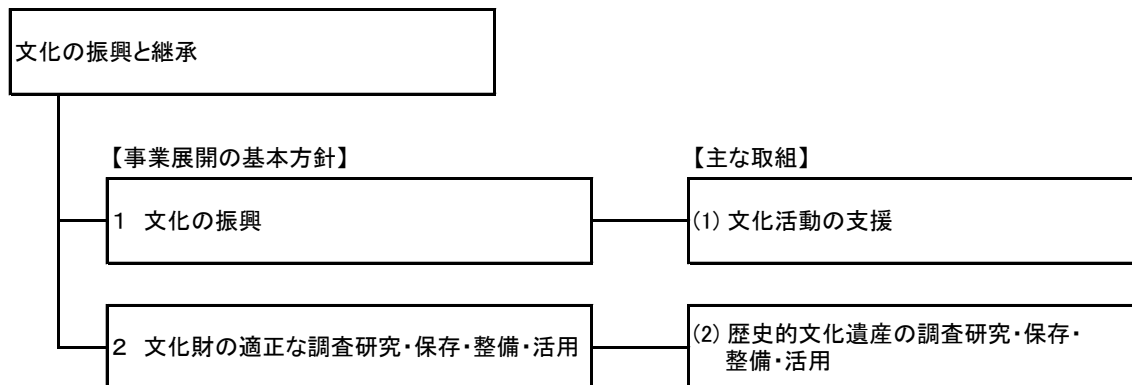 文化の振興と継承
【事業展開の基本方針】
【主な取組】
1 文化の振興
(1) 文化活動の支援
2 文化財の適正な調査研究・保存・整備・活用
(2) 歴史的文化遺産の調査研究・保存・
整備・活用